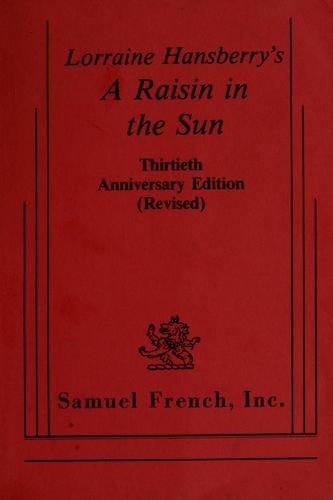 Lorraine Hansberry's
A Raisin in
the Sun
Thirtieth
Anniversary Edition
(Revised)
Samuel French, Inc.